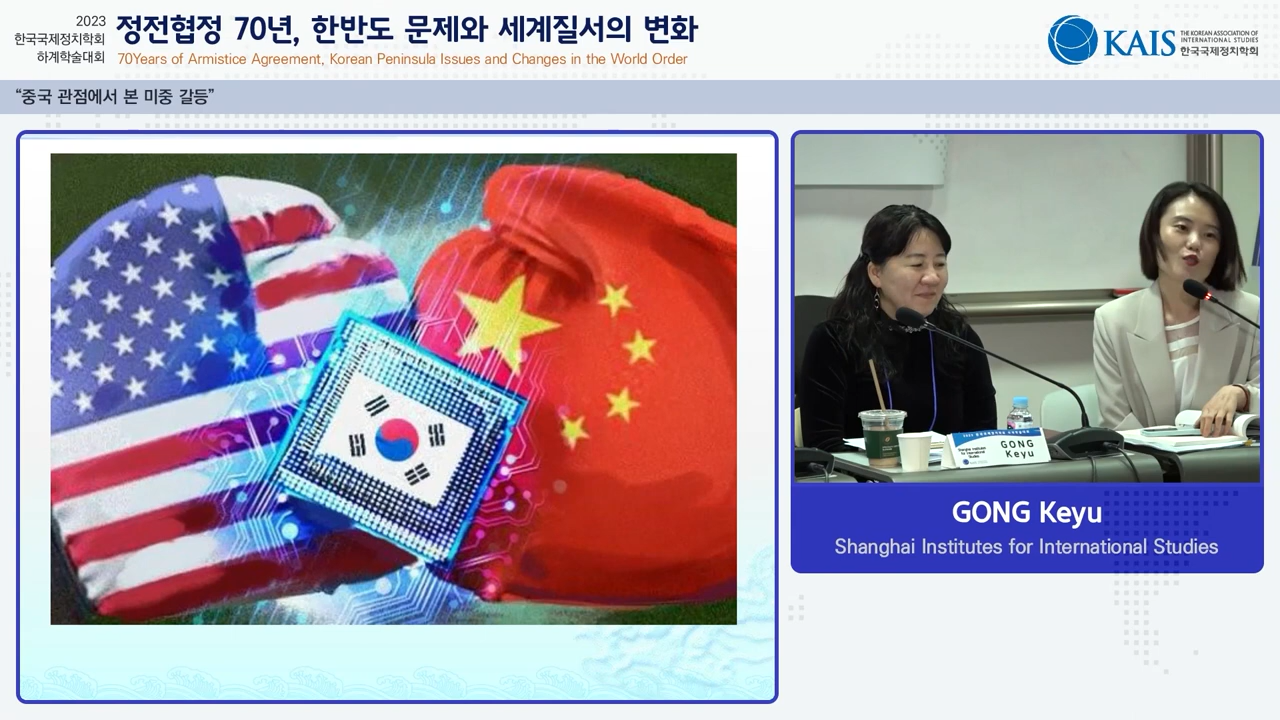 2023
한국국제정치학회
하계학술대회
정전협정 70년, 한반도 문제와 세계질서의 변화
70Years of Armistice Agreement, Korean Peninsula Issues and Changes in the World Order
KAIS
THE KOREAN ASSOCIATION OF
INTERNATIONAL STUDIES
한국국제정치학회
“중국 관점에서 본 미중 갈등”
GONG
Keyu
GONG Keyu
Shanghai Institutes for International Studies